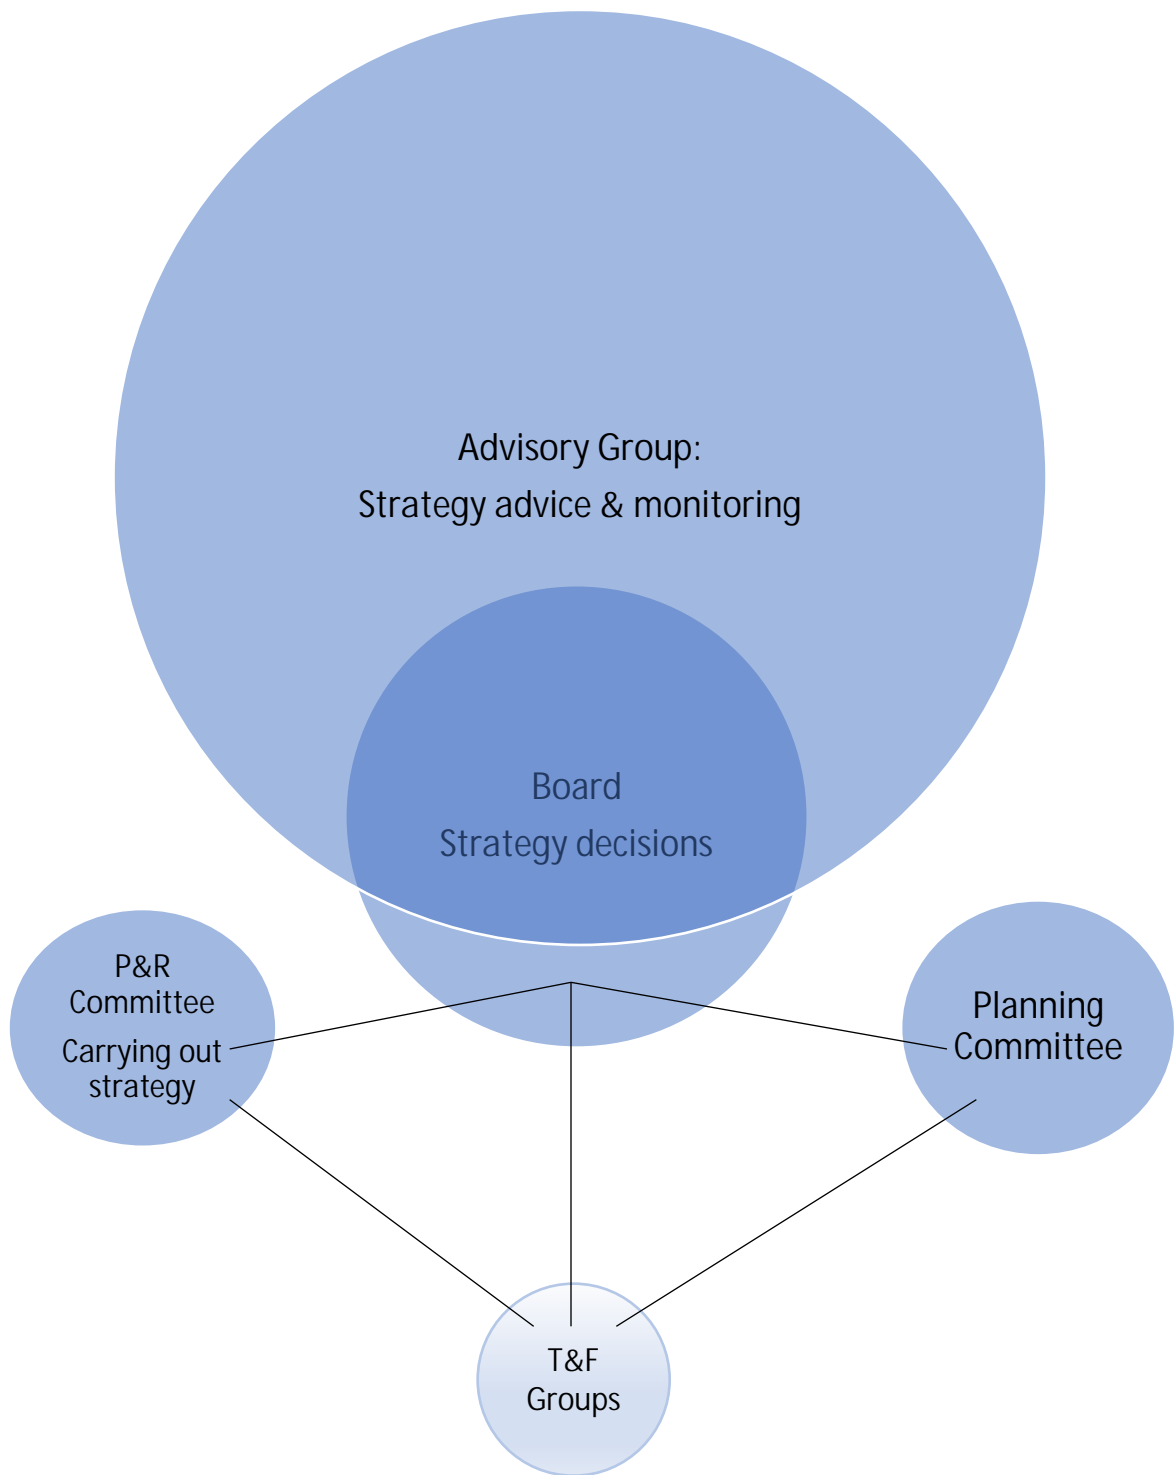 Advisory Group:
Strategy advice & monitoring
Board
Strategy decisions
P&R
Committee
Carrying out
strategy
Planning
Committee
T&F
Groups